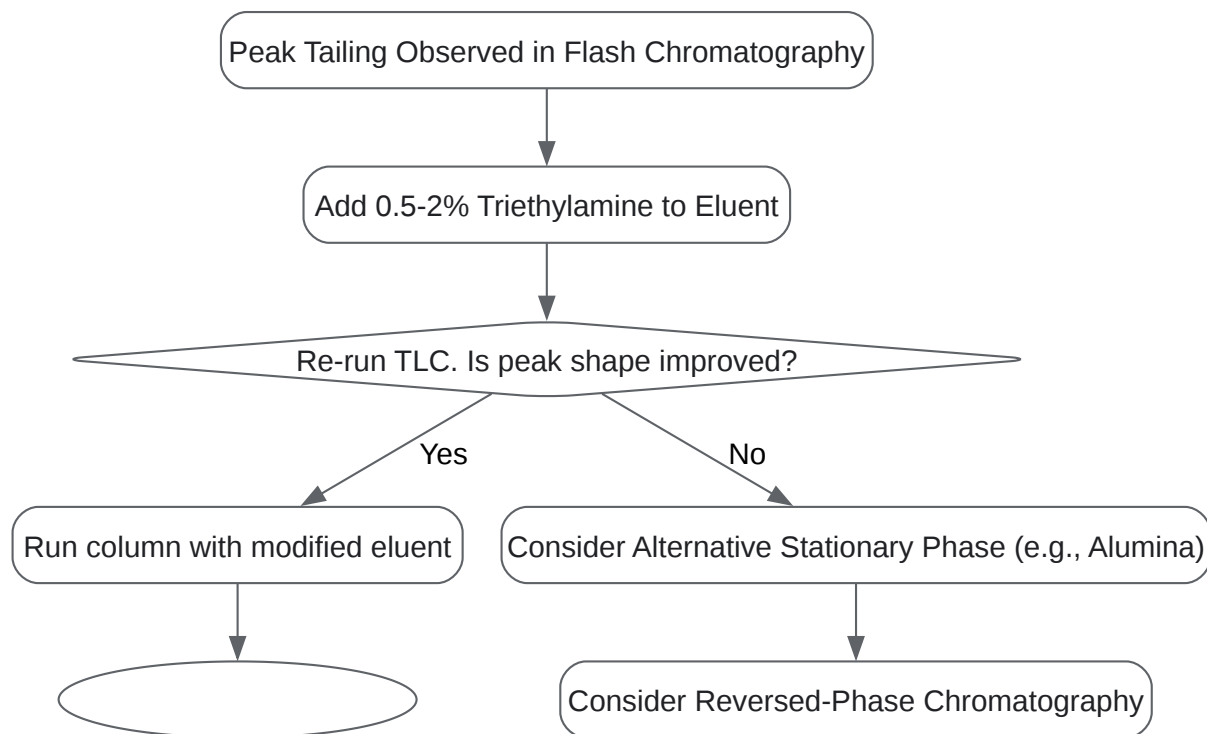 Peak Tailing Observed in Flash Chromatography
Add 0.5-2% Triethylamine to Eluent
Re-run TLC. Is peak shape improved?
Yes
No
Run column with modified eluent
Consider Alternative Stationary Phase (e.g., Alumina)
Consider Reversed-Phase Chromatography